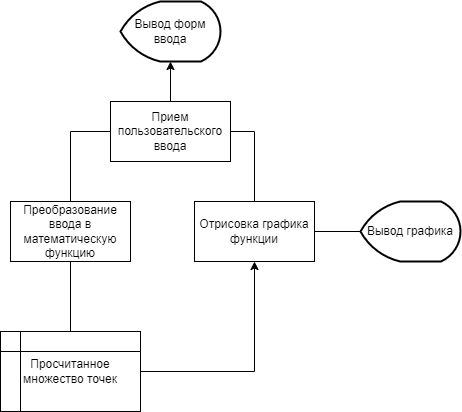 Вывод форм
ввода
Прием
пользовательского
ввода
Преобразование
ввода в
математическую
функцию
Отрисовка графика
функции
Вывод графика
Просчитанное
множество точек